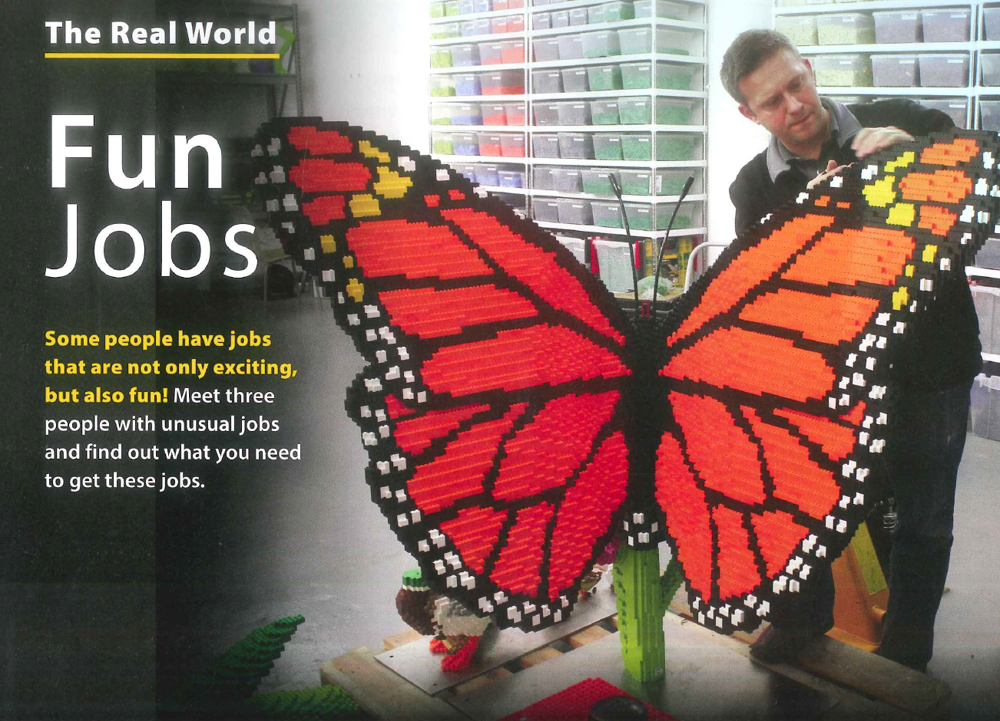 The Real World
Fun
Jobs
Some people have jobs
that are not only exciting,
but also fun! Meet three
people with unusual jobs
and find out what you need
to get these jobs.